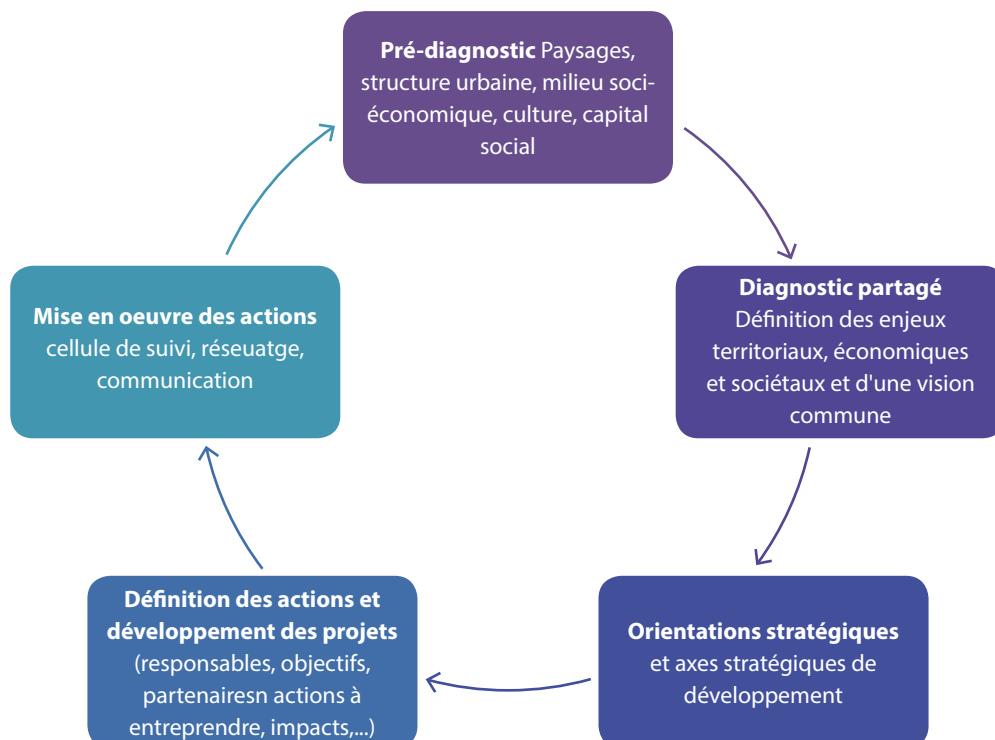 Pré-diagnostic Paysages,
structure urbaine, milieu soci-
économique, culture, capital
social
Diagnostic partagé
Définition des enjeux
territoriaux, économiques
et sociétaux et d'une vision
commune
Orientations stratégiques
et axes stratégiques de
développement
Définition des actions et
développement des projets
(responsables, objectifs,
partenairesn actions à
entreprendre, impacts,...)
Mise en oeuvre des actions
cellule de suivi, réseuatge,
communication